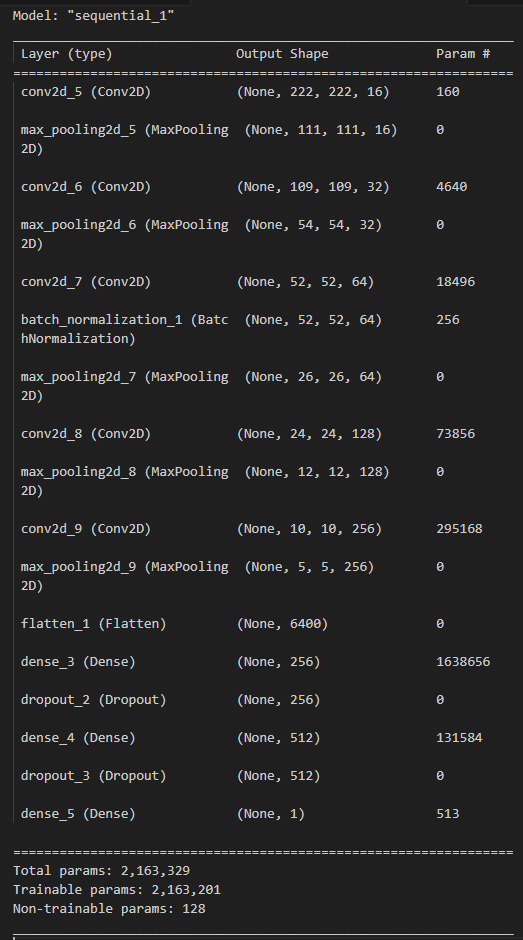 Model: "sequential_1"
_________________________________________________________________
Layer (type) Output Shape Param #
=================================================================
conv2d_5 (Conv2D) (None, 222, 222, 16) 160
max_pooling2d_5 (MaxPooling (None, 111, 111, 16) 0
2D)
conv2d_6 (Conv2D) (None, 109, 109, 32) 4640
max_pooling2d_6 (MaxPooling (None, 54, 54, 32) 0
2D)
conv2d_7 (Conv2D) (None, 52, 52, 64) 18496
batch_normalization_1 (Batc (None, 52, 52, 64) 256
hNormalization)
max_pooling2d_7 (MaxPooling (None, 26, 26, 64) 0
2D)
conv2d_8 (Conv2D) (None, 24, 24, 128) 73856
max_pooling2d_8 (MaxPooling (None, 12, 12, 128) 0
2D)
conv2d_9 (Conv2D) (None, 10, 10, 256) 295168
max_pooling2d_9 (MaxPooling (None, 5, 5, 256) 0
2D)
flatten_1 (Flatten) (None, 6400) 0
dense_3 (Dense) (None, 256) 1638656
dropout_2 (Dropout) (None, 256) 0
dense_4 (Dense) (None, 512) 131584
dropout_3 (Dropout) (None, 512) 0
dense_5 (Dense) (None, 1) 513
=================================================================
Total params: 2,163,329
Trainable params: 2,163,201
Non-trainable params: 128
_________________________________________________________________